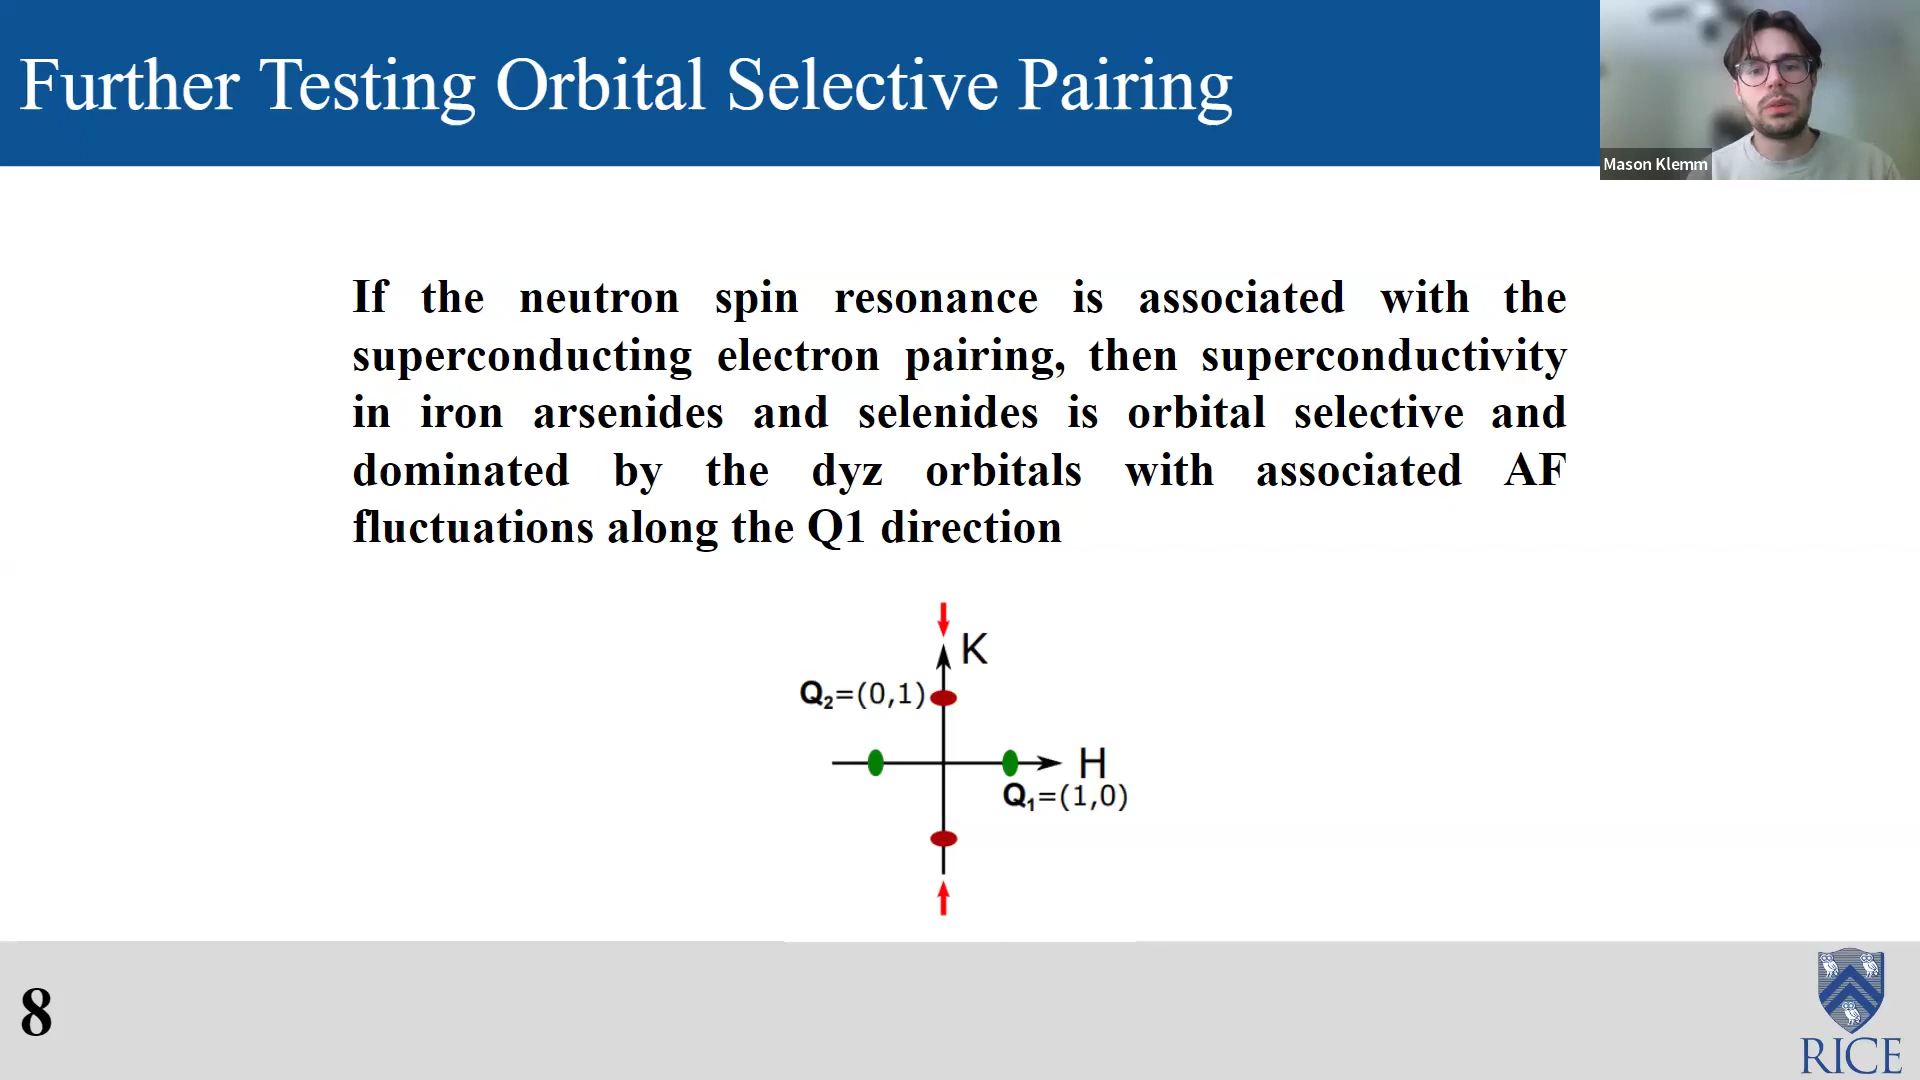 Further Testing Orbital Selective Pairing
Mason Klemm
If the neutron spin resonance is associated with the
superconducting electron pairing, then superconductivity
in iron arsenides and selenides is orbital selective and
dominated by the dyz orbitals with associated AF
fluctuations along the Q1 direction
K
Q₂=(0,1)
H
Q₁=(1,0)
8
RICE